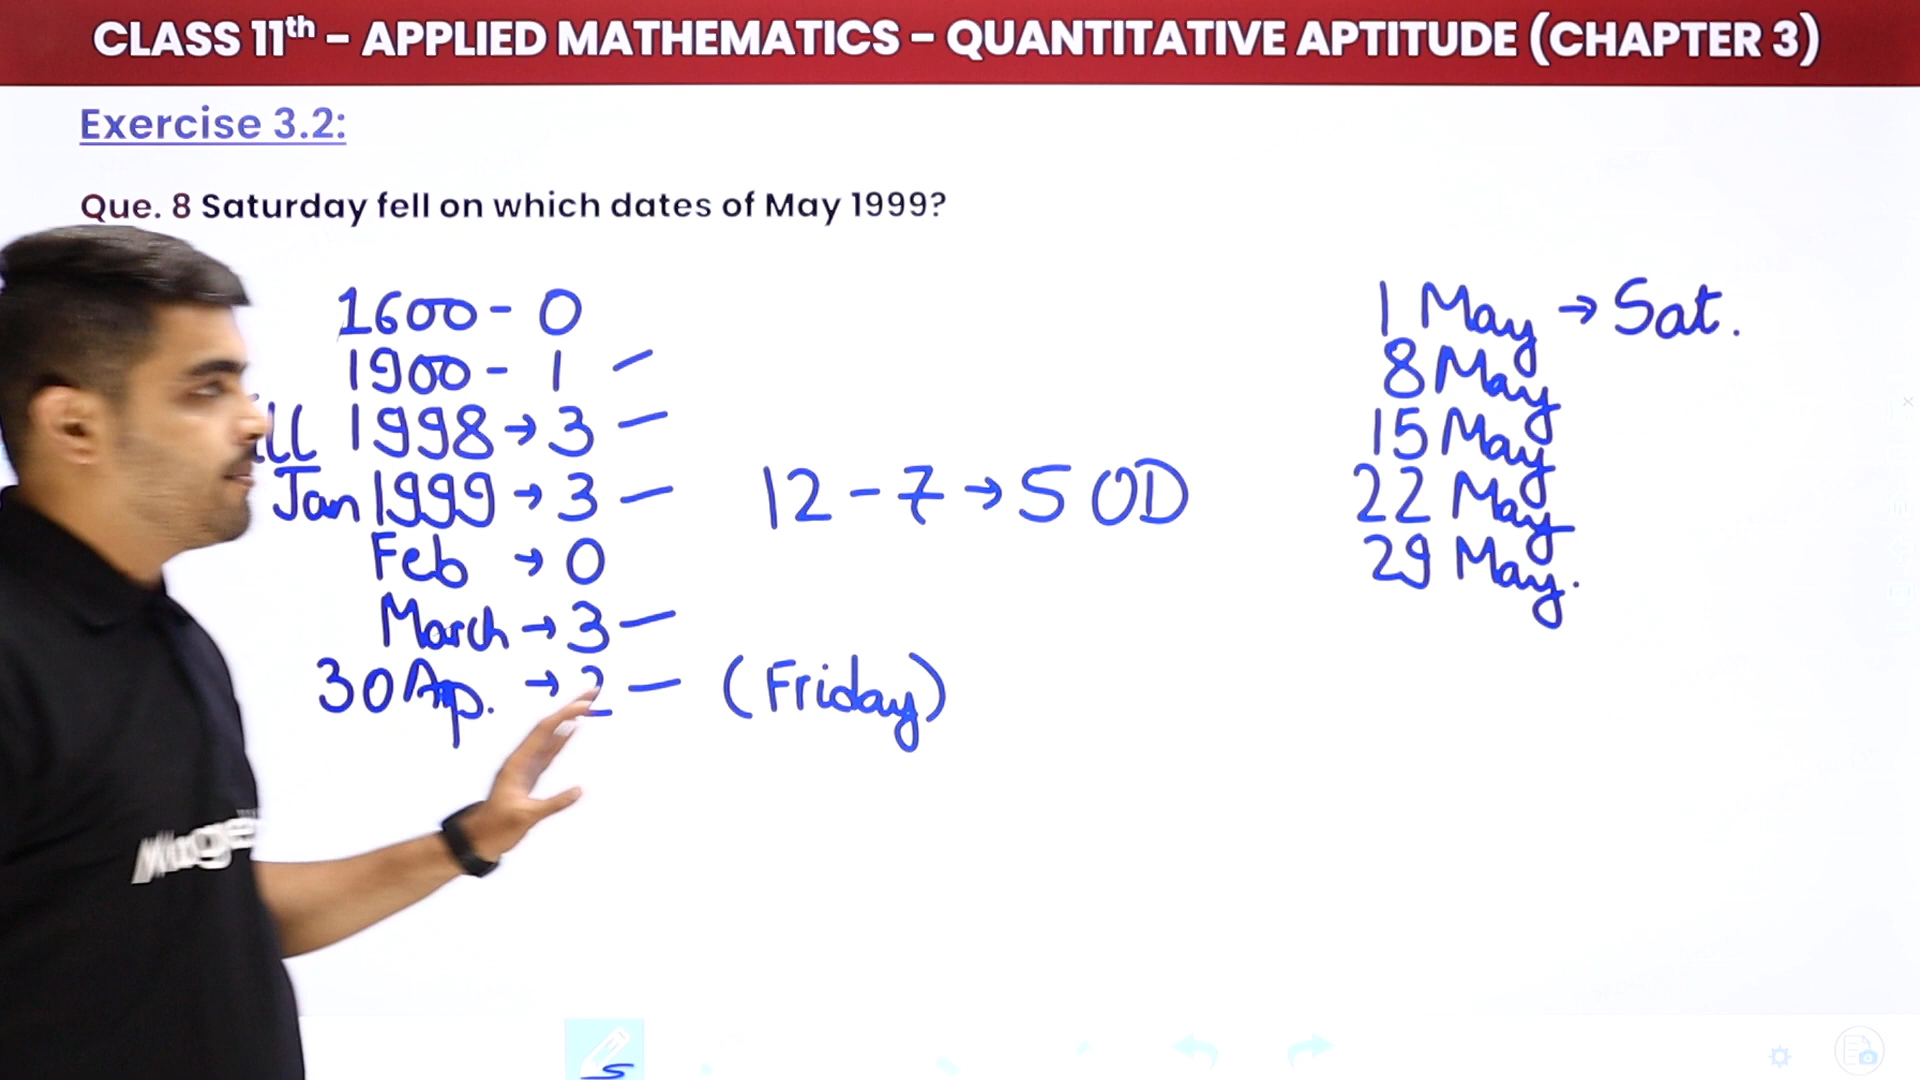 CLASS 11th - APPLIED MATHEMATICS - QUANTITATIVE APTITUDE (CHAPTER 3)
Exercise 3.2:
Que. 8 Saturday fell on which dates of May 1999?
1600 - 0
1900 - 1 –
1998 → 3 –
Jan 1999 → 3 –
Feb → 0
March → 3 –
30 Ap. → 2 – (Friday)
12 - 7 → 5 OD
1 May → Sat.
8 May
15 May
22 May
29 May.